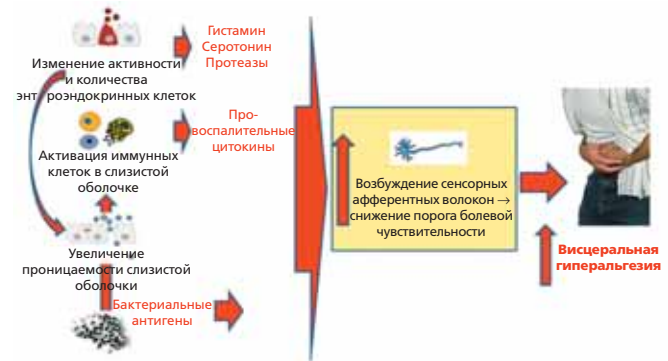 Гистамин
Серотонин
Протеазы
Изменение активности
и количества
энтероэндокринных клеток
Про-
воспалительные
цитокины
Активация иммунных
клеток в слизистой
оболочке
Увеличение
проницаемости слизистой
оболочки
Бактериальные
антигены
Возбуждение сенсорных
афферентных волокон →
снижение порога болевой
чувствительности
Висцеральная
гипералгезия